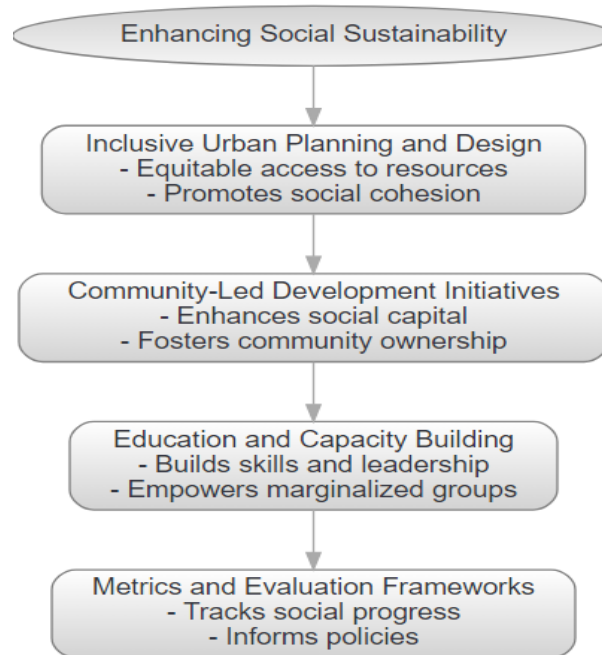 Enhancing Social Sustainability
Inclusive Urban Planning and Design
- Equitable access to resources
- Promotes social cohesion
Community-Led Development Initiatives
- Enhances social capital
- Fosters community ownership
Education and Capacity Building
- Builds skills and leadership
- Empowers marginalized groups
Metrics and Evaluation Frameworks
- Tracks social progress
- Informs policies